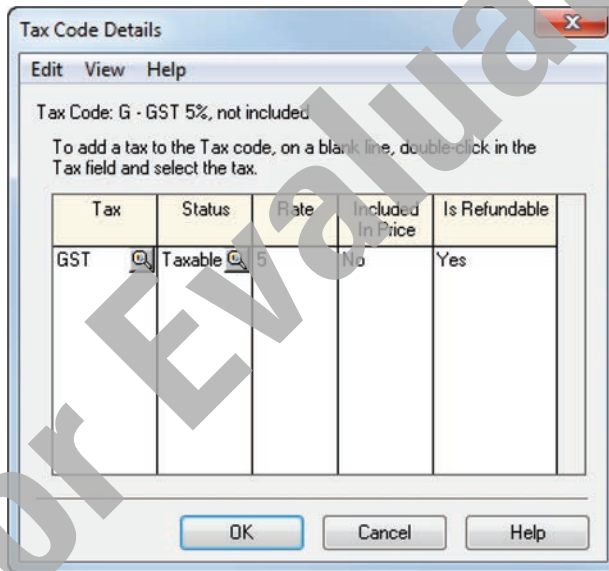 Tax Code Details
Edit View Help
Tax Code: G - GST 5%, not included
To add a tax to the Tax code, on a blank line, double-click in the
Tax field and select the tax.
Tax Status Rate Included In Price Is Refundable
GST Taxable 5 No Yes
OK Cancel Help
or Evalua